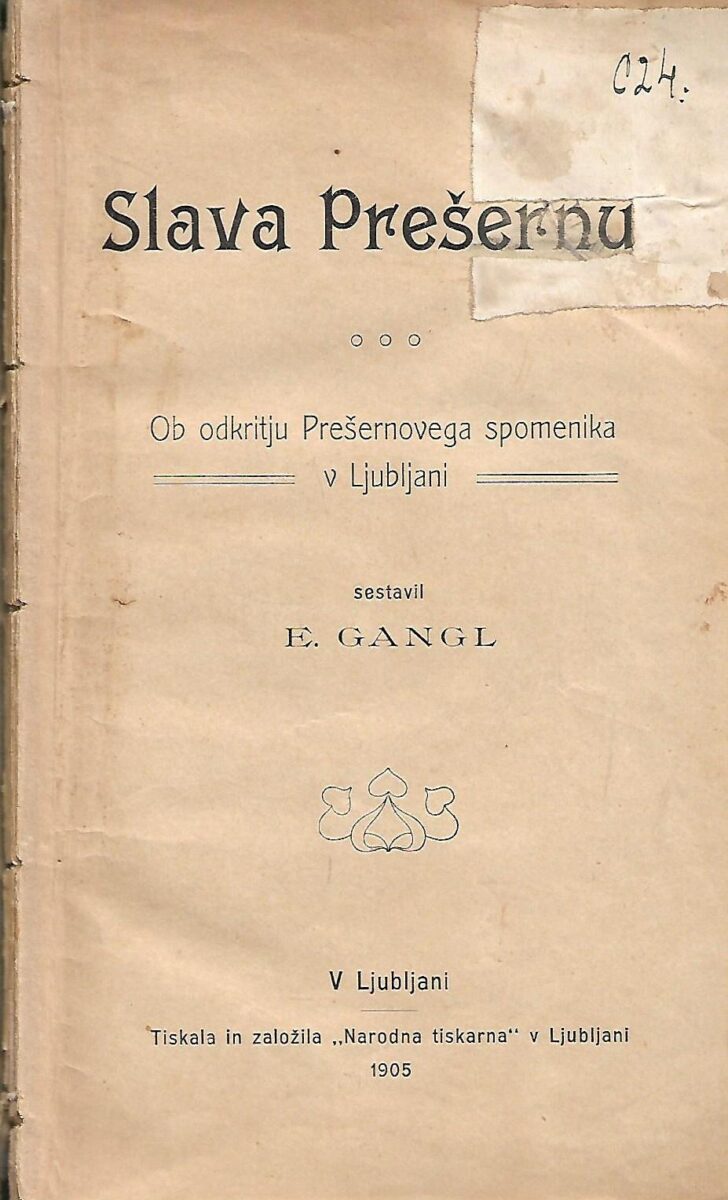 C24.
Slava Prešernu
Ob odkritju Prešernovega spomenika
v Ljubljani
sestavil
E. GANGL
V Ljubljani
Tiskala in založila „Narodna tiskarna“ v Ljubljani
1905